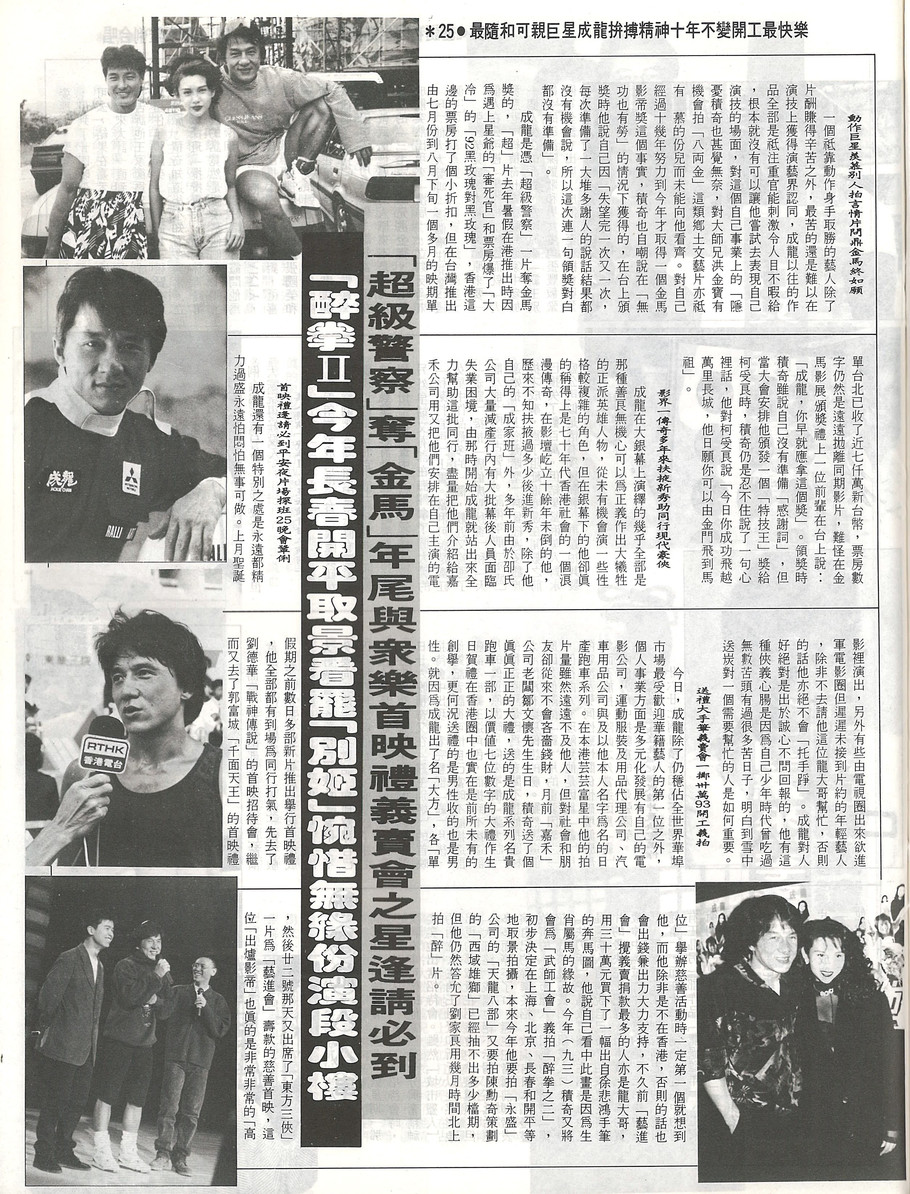 ＊25●最隨和可親巨星成龍拚搏精神十年不變開工最快樂
動作巨星羨慕別人拍言情片問鼎金馬終如願
一個祗靠動作身手取勝的藝人除了
片酬賺得辛苦之外，最苦的還是難以在
演技上獲得演藝界認同，成龍以往的作
品全部是祗注重官能刺激令人目不暇給
，根本就沒有可以讓他嘗試去表現自己
演技的場面，對這個自己事業上的「隱
憂積奇也甚覺無奈，對大師兄洪金寶有
機會拍「八両金」這類鄉土文藝片亦祗
有慕的份兒而未能向他看齊。對自己
經過十幾年努力到今年才取得一個金馬
影帝獎這個事實，積奇也自嘲說在「無
功也有勞」的情況下獲得的，在台上頒
獎時他說自己因「失望完一次又一次，
每次準備了一大堆多謝人的說話結果都
沒有機會說，所以這次連一句領獎對白
都沒有準備」。
成龍是憑「超級警察」一片奪金馬
獎的，「超」片去年暑假在港推出時因
爲遇上星爺的「審死官」和票房爆了「大
冷」的「92黑玫瑰對黑玫瑰」，香港這
邊的票房打了個小折扣，但在台灣推出
由七月份到八月下旬一個多月的映期單
「超級警察」奪「金馬」年尾與衆樂首映禮義賣會之星逢請必到
「醉拳Ⅱ」今年長春開平取景看罷「別姬」惋惜無緣份演段小樓
單台北已收了近七仟萬新台幣，票房數
字仍然是遠遠拋離同期影片，難怪在金
馬影展頒獎禮上一位前輩在台上說：
「成龍，你早就應拿這個獎」。領獎時
積奇雖說自己沒有準備「感謝詞」，但
當大會安排他頒發一個「特技王」獎給
柯受良時，積奇仍是忍不住說了一句心
裡話，他對柯受良說「今日你成功飛越
萬里長城，他日願你可以由金門飛到馬
祖」。
影界一傳奇多年來扶掖新秀助同行現代豪俠
成龍在大銀幕上演繹的幾乎全部是
那種善良無機心可以爲正義作出大犧牲
的正派英雄人物，從未有機會演一些性
格較複雜的角色，但在銀幕下的他卻眞
的稱得上是七十年代香港社會的一個浪
漫傳奇，在影壇屹立十餘年未倒的他，
歷來不知扶掖過多少後進新秀，除了他
自己的「成家班」外，多年前由於邵氏
公司大量減產行內有大批幕後人員面臨
失業困境，由那時開始成龍就站出來全
力幫助這批同行，盡量把他們介紹給嘉
禾公司用又把他們安排在自己主演的電
首映禮逢請必到平安夜片場探班25晚會鞏俐
成龍還有一個特別之處是永遠都精
力過盛永遠怕悶怕無事可做。上月聖誕
影裡演出，另外有些由電視圈出來欲進
軍電影圈但遲遲未接到片約的年輕藝人
，除非不去請他這位龍大哥幫忙，否則
的話他亦絕不會「托手踭」。成龍對人
好絕對是出於誠心不問回報的，他有這
種俠義心腸是因爲自己少年時代曾吃過
無數苦頭有過很多苦日子，明白到雪中
送炭對一個需要幫忙的人是如何重要。
送禮大手筆義賣會一擲卅萬93開工義拍
今日，成龍除了仍穩佔全世界華埠
市場最受歡迎華籍藝人的第一位之外，
個人事業方面是多元化發展有自己的電
影公司，運動服裝及用品代理公司、汽
車用品公司與及以他本人名字爲名的日
產跑車系列。在本港芸芸富星中他的拍
片量雖然遠遠不及他人，但對社會和朋
友卻從來不會吝嗇錢財，月前「嘉禾」
公司老闆鄒文懷先生生日，成龍送了份
眞眞正正的大禮，送的是成龍系列名貴
跑車一部，以價值七位數字的大禮作生
日賀禮在香港圈中也實在是前所未有的
創舉，更何況送禮的是男性收的也是男
性。就因爲成龍出了名「大方」，各「單
假期之前數日多部新片推出舉行首映禮
，他全部都有到場爲同行打氣，先去了
劉德華「戰神傳說」的首映招待會，繼
而又去了郭富城「千面天王」的首映禮
位」舉辦慈善活動時一定第一個就想到
他，而他除非是不在香港，否則的話也
會出錢兼出力大力支持，不久前「藝進
會」攪義賣捐款最多的人亦是龍大哥，
用三十萬元買下了一幅出自徐悲鴻手筆
的奔馬圖，他說自己看中此畫是因爲生
肖屬馬的緣故。今年（九三）積奇又將
會爲「武師工會」義拍「醉拳之二」，
初步決定在上海、北京、長春和開平等
地取景拍攝，本來今年他要拍「永盛」
公司的「天龍八部」又要拍陳勳奇策劃
的「西域雄獅」已經抽不出多少檔期，
但他仍然答允了劉家良用幾月時間北上
拍「醉」片。
，然後廿二號那天又出席了「東方三俠」
一片爲「藝進會」壽款的慈善首映，這
位「出爐影帝」也眞的是非常非常的「高
成龍
JACKIE CHAN
MITSUBISHI
RALLI
RTHK
香港電台